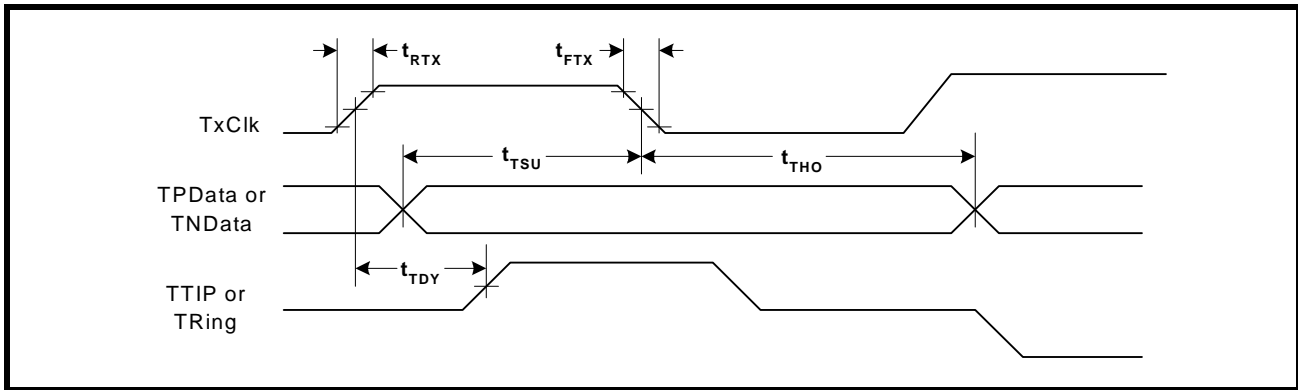 tRTX
tFTX
TxClk
tTSU
tTHO
TPData or
TNData
tTDY
TTIP or
TRing